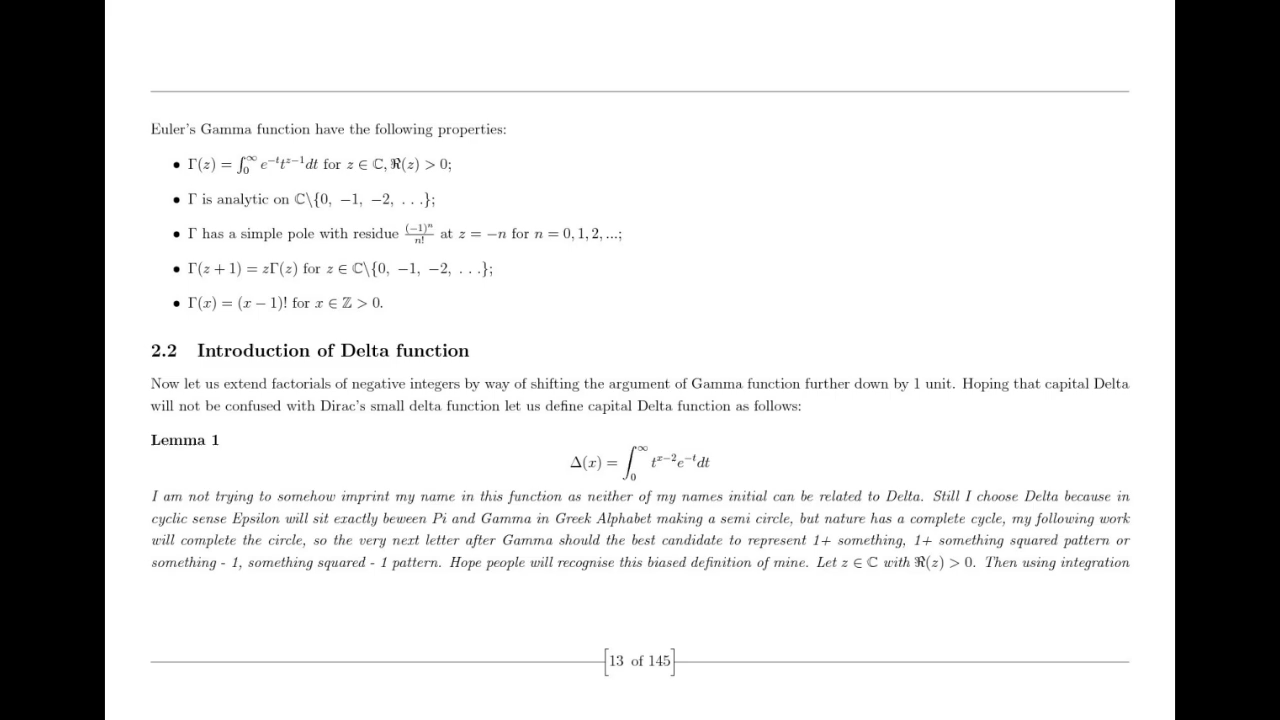 Euler's Gamma function have the following properties:
• Γ(z) = ∫₀^∞ e^{−t}t^{z−1}dt for z ∈ ℂ, ℜ(z) > 0;
• Γ is analytic on ℂ\{0, −1, −2, . . .};
• Γ has a simple pole with residue (−1)^n/n! at z = −n for n = 0, 1, 2, ...;
• Γ(z + 1) = zΓ(z) for z ∈ ℂ\{0, −1, −2, . . .};
• Γ(x) = (x − 1)! for x ∈ ℤ > 0.
2.2 Introduction of Delta function
Now let us extend factorials of negative integers by way of shifting the argument of Gamma function further down by 1 unit. Hoping that capital Delta
will not be confused with Dirac's small delta function let us define capital Delta function as follows:
Lemma 1
Δ(x) = ∫₀^∞ t^{x−2}e^{−t}dt
I am not trying to somehow imprint my name in this function as neither of my names initial can be related to Delta. Still I choose Delta because in
cyclic sense Epsilon will sit exactly beween Pi and Gamma in Greek Alphabet making a semi circle, but nature has a complete cycle, my following work
will complete the circle, so the very next letter after Gamma should the best candidate to represent 1+ something, 1+ something squared pattern or
something - 1, something squared - 1 pattern. Hope people will recognise this biased definition of mine. Let z ∈ ℂ with ℜ(z) > 0. Then using integration
[13 of 145]